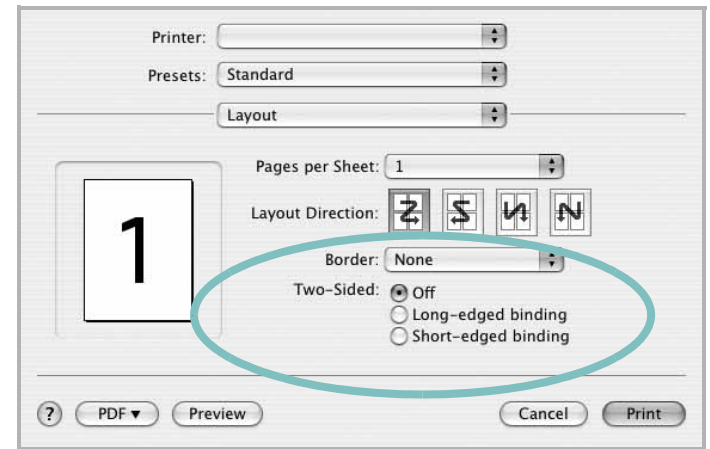 Printer:
Presets: Standard
Layout
Pages per Sheet: 1
1
Layout Direction:
Border: None
Two-Sided: Off
Long-edged binding
Short-edged binding
? PDF▼ Preview Cancel Print